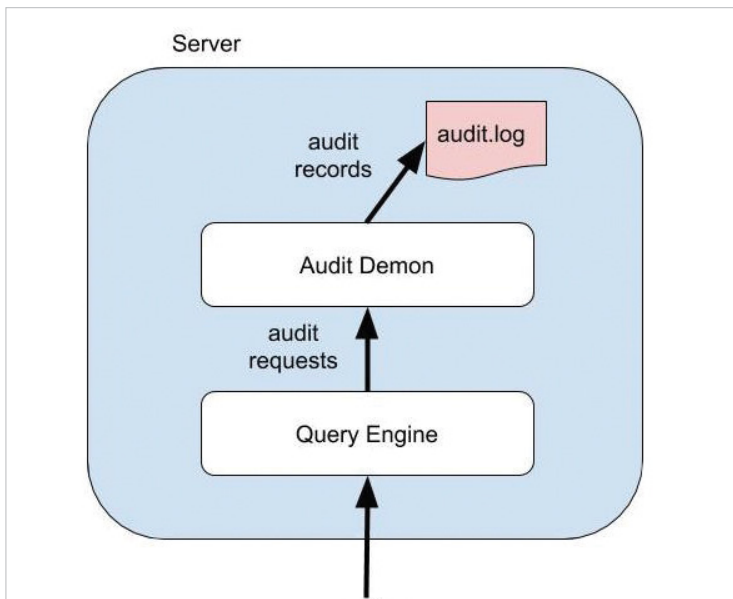 Server
audit.log
audit
records
Audit Demon
audit
requests
Query Engine